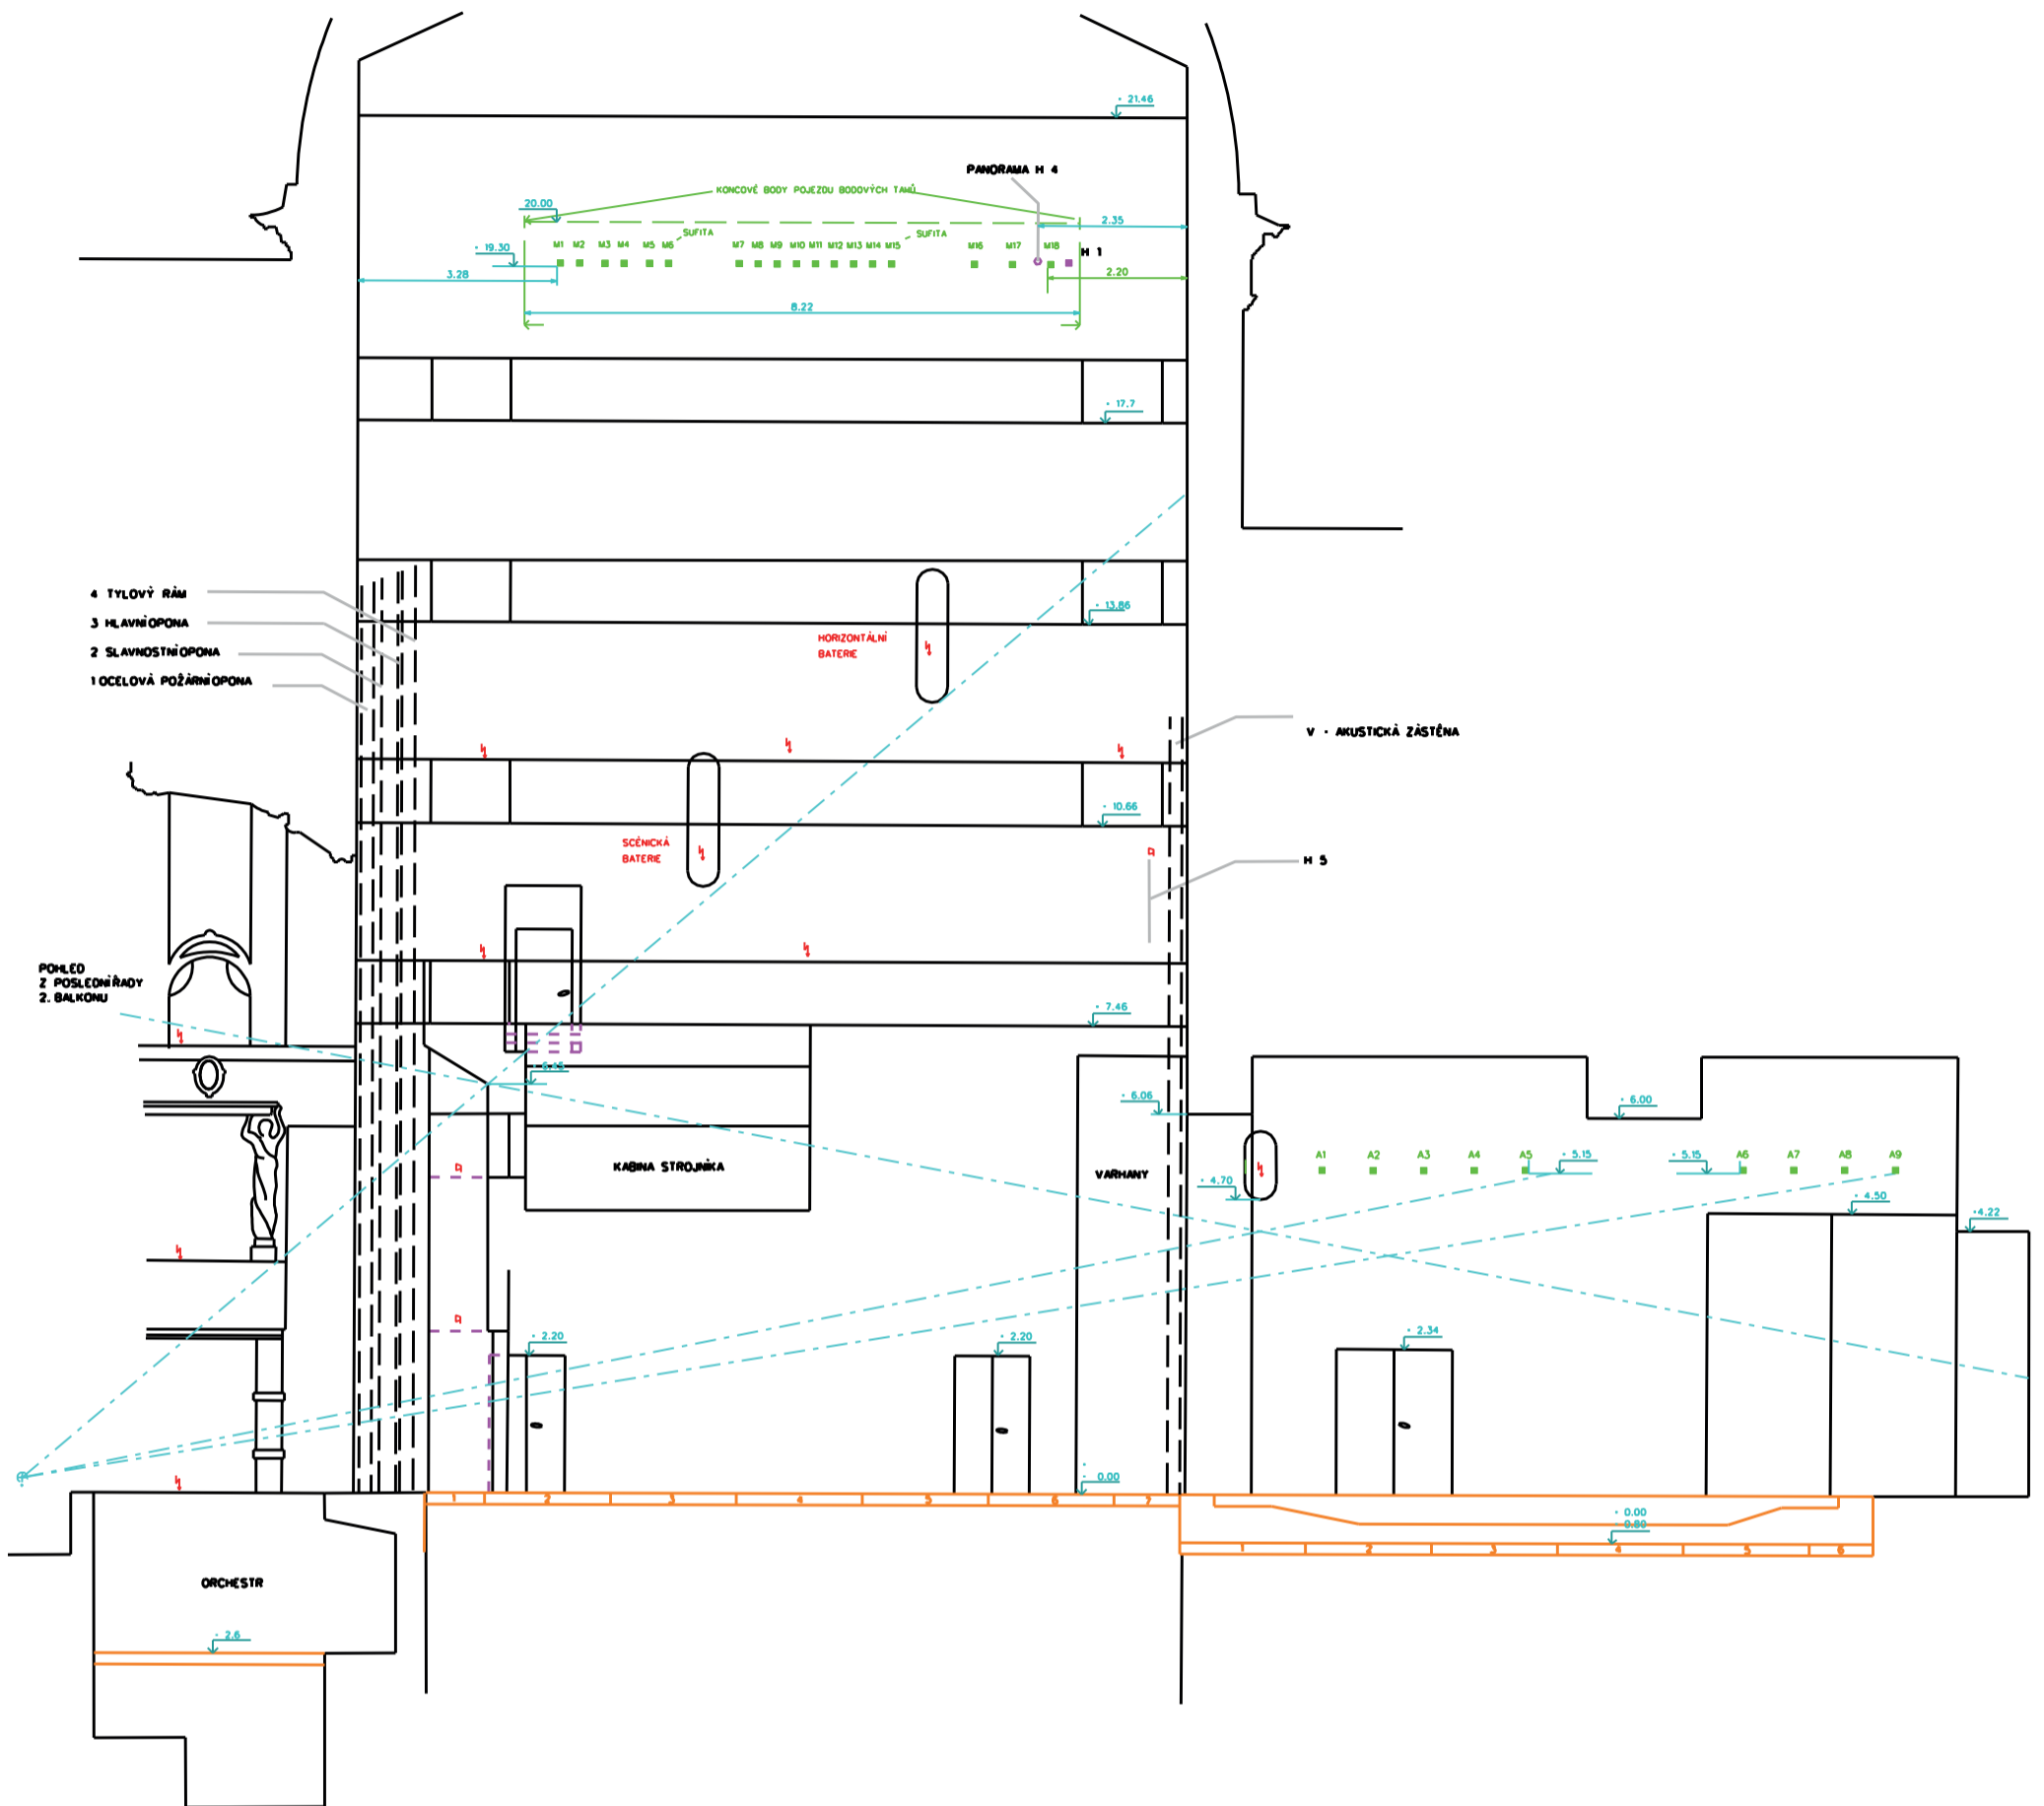 · 21.46
PANORAMA H 4
KONCOVÉ BODY POJEZDU BODOVÝCH TAHŮ
20.00
2.35
SUFITA
SUFITA
M1 M2 M3 M4 M5 M6 M7 M8 M9 M10 M11 M12 M13 M14 M15 M16 M17 M18
H 1
· 19.30
3.28
2.20
8.22
· 17.7
4 TYLOVÝ RÁM
3 HLAVNÍ OPONA
2 SLAVNOSTNÍ OPONA
1 OCELOVÁ POŽÁRNÍ OPONA
· 13.86
HORIZONTÁLNÍ
BATERIE
V · AKUSTICKÁ ZÁSTĚNA
· 10.66
SCÉNICKÁ
BATERIE
H 5
POHLED
Z POSLEDNÍ ŘADY
2. BALKONU
· 7.46
· 6.06
· 6.00
KABINA STROJNÍKA
VARHANY
A1 A2 A3 A4 A5
· 5.15
· 5.15
A6 A7 A8 A9
· 4.70
· 4.50
·4.22
· 2.20
· 2.20
· 2.34
· 0.00
1 2 3 4 5 6 7
· 0.00
· 0.80
1 2 3 4 5 6
ORCHESTR
· 2.6